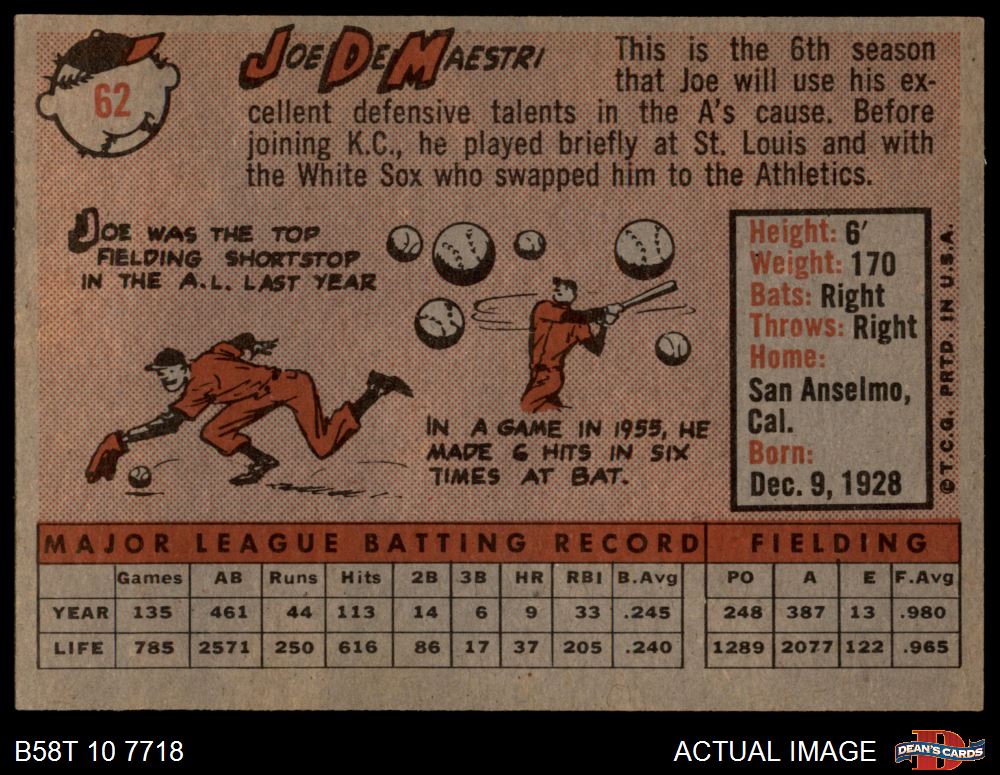 62
JOE DE MAESTRI
This is the 6th season
that Joe will use his ex-
cellent defensive talents in the A's cause. Before
joining K.C., he played briefly at St. Louis and with
the White Sox who swapped him to the Athletics.
JOE WAS THE TOP
FIELDING SHORTSTOP
IN THE A.L. LAST YEAR
IN A GAME IN 1955, HE
MADE 6 HITS IN SIX
TIMES AT BAT.
Height: 6'
Weight: 170
Bats: Right
Throws: Right
Home:
San Anselmo,
Cal.
Born:
Dec. 9, 1928
© T.C.G. PRTD. IN U.S.A.
MAJOR LEAGUE BATTING RECORD FIELDING
Games AB Runs Hits 2B 3B HR RBI B.Avg PO A E F.Avg
YEAR 135 461 44 113 14 6 9 33 .245 248 387 13 .980
LIFE 785 2571 250 616 86 17 37 205 .240 1289 2077 122 .965
B58T 10 7718
ACTUAL IMAGE
D
DEAN'S CARDS